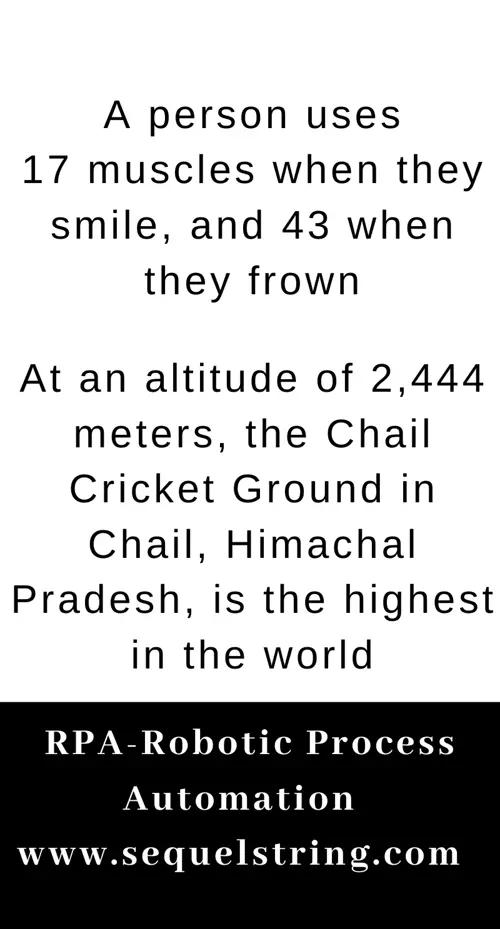 A person uses
17 muscles when they
smile, and 43 when
they frown
At an altitude of 2,444
meters, the Chail
Cricket Ground in
Chail, Himachal
Pradesh, is the highest
in the world
RPA-Robotic Process
Automation
www.sequelstring.com